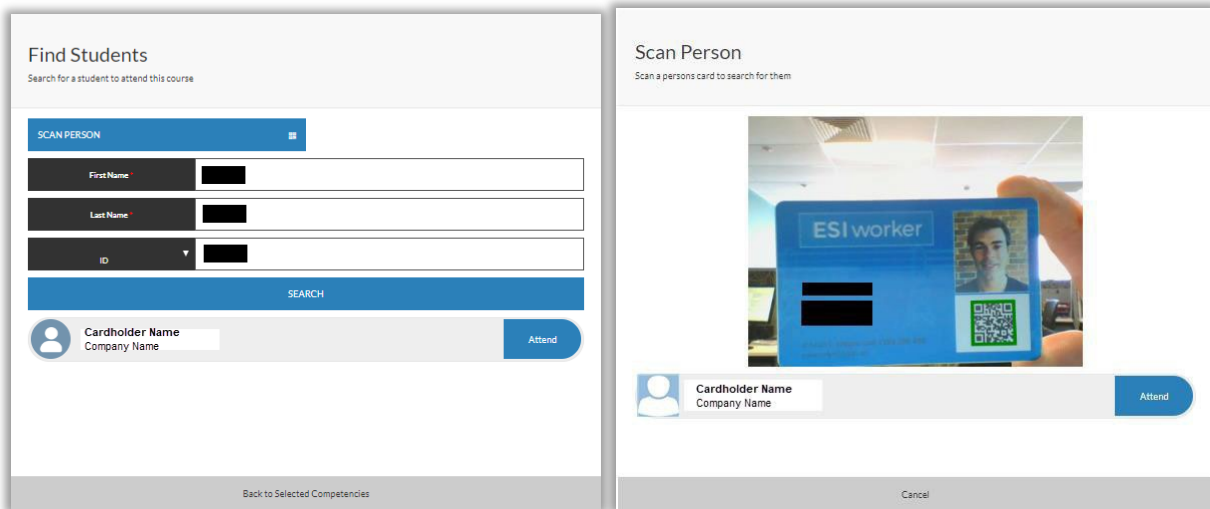 Find Students
Search for a student to attend this course
SCAN PERSON
First Name *
Last Name *
ID ▼
SEARCH
Cardholder Name
Company Name
Attend
Back to Selected Competencies
Scan Person
Scan a persons card to search for them
ESIworker
Cardholder Name
Company Name
Attend
Cancel